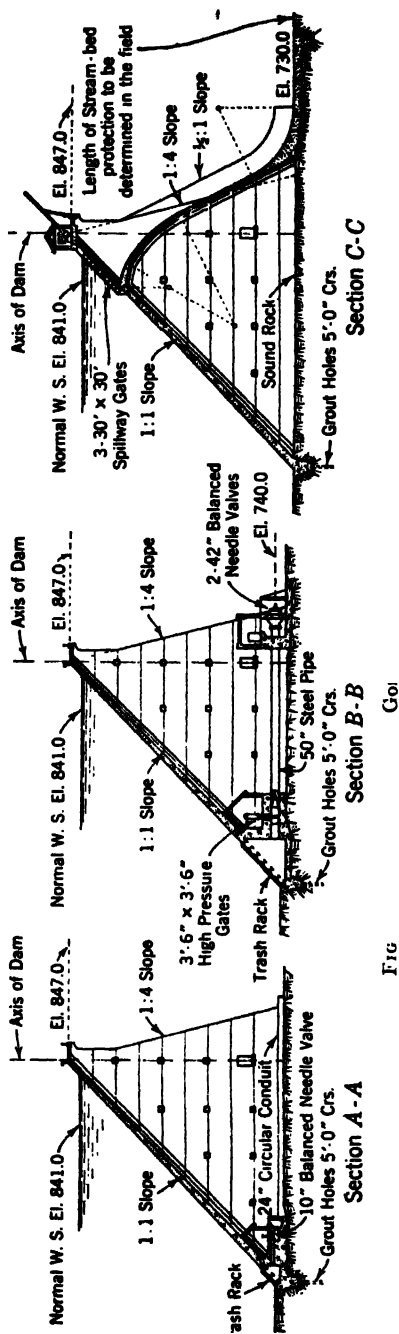 Axis of Dam
Normal W. S. El. 841.0
El. 847.0
1.1 Slope
1:4 Slope
ash Rack
24" Circular Conduit
10" Balanced Needle Valve
Grout Holes 5'-0" Crs.
Section A-A
Axis of Dam
Normal W. S. El. 841.0
El. 847.0
1:1 Slope
1:4 Slope
3'-6" x 3'-6"
High Pressure
Gates
2-42" Balanced
Needle Valves
El. 740.0
Trash Rack
50" Steel Pipe
Grout Holes 5'-0" Crs.
Section B-B
Axis of Dam
Normal W. S. El. 841.0
El. 847.0
3-30' x 30'
Spillway Gates
Length of Stream-bed
protection to be
determined in the field
1:1 Slope
1:4 Slope
½:1 Slope
El. 730.0
Sound Rock
Grout Holes 5'-0" Crs.
Section C-C
FIG
Go